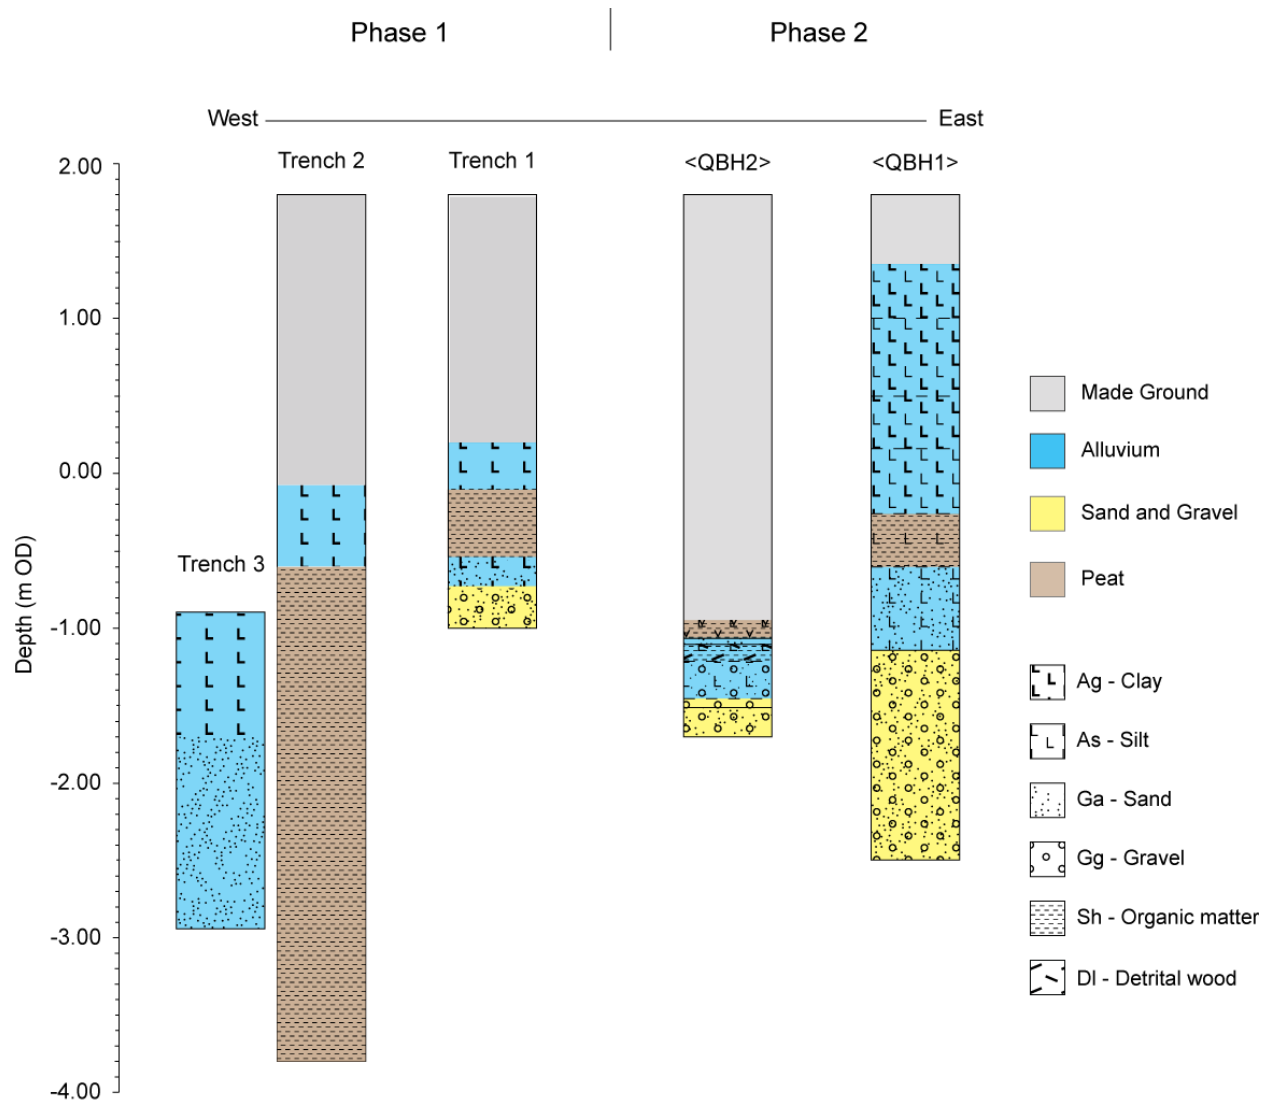 Phase 1
Phase 2
West
East
Trench 2
Trench 1
<QBH2>
<QBH1>
Trench 3
Depth (m OD)
2.00
1.00
0.00
-1.00
-2.00
-3.00
-4.00
Made Ground
Alluvium
Sand and Gravel
Peat
Ag - Clay
As - Silt
Ga - Sand
Gg - Gravel
Sh - Organic matter
Dl - Detrital wood